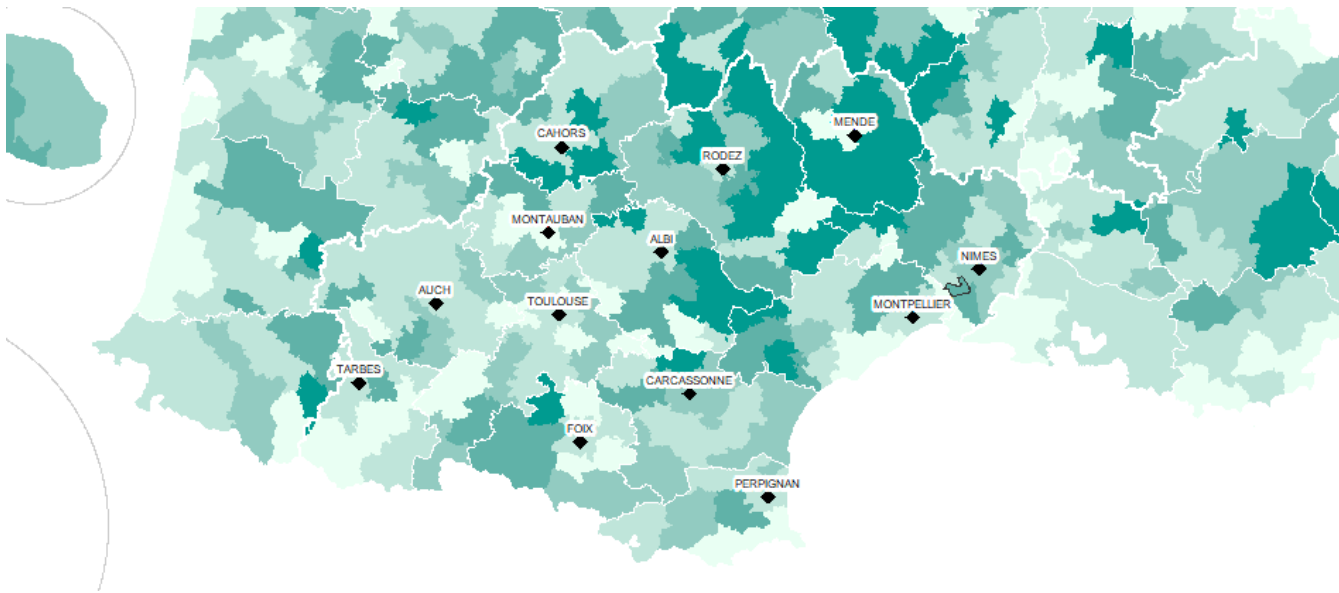 MENDE
CAHORS
RODEZ
MONTAUBAN
ALBI
NIMES
AUCH
TOULOUSE
MONTPELLIER
TARBES
CARCASSONNE
FOIX
PERPIGNAN